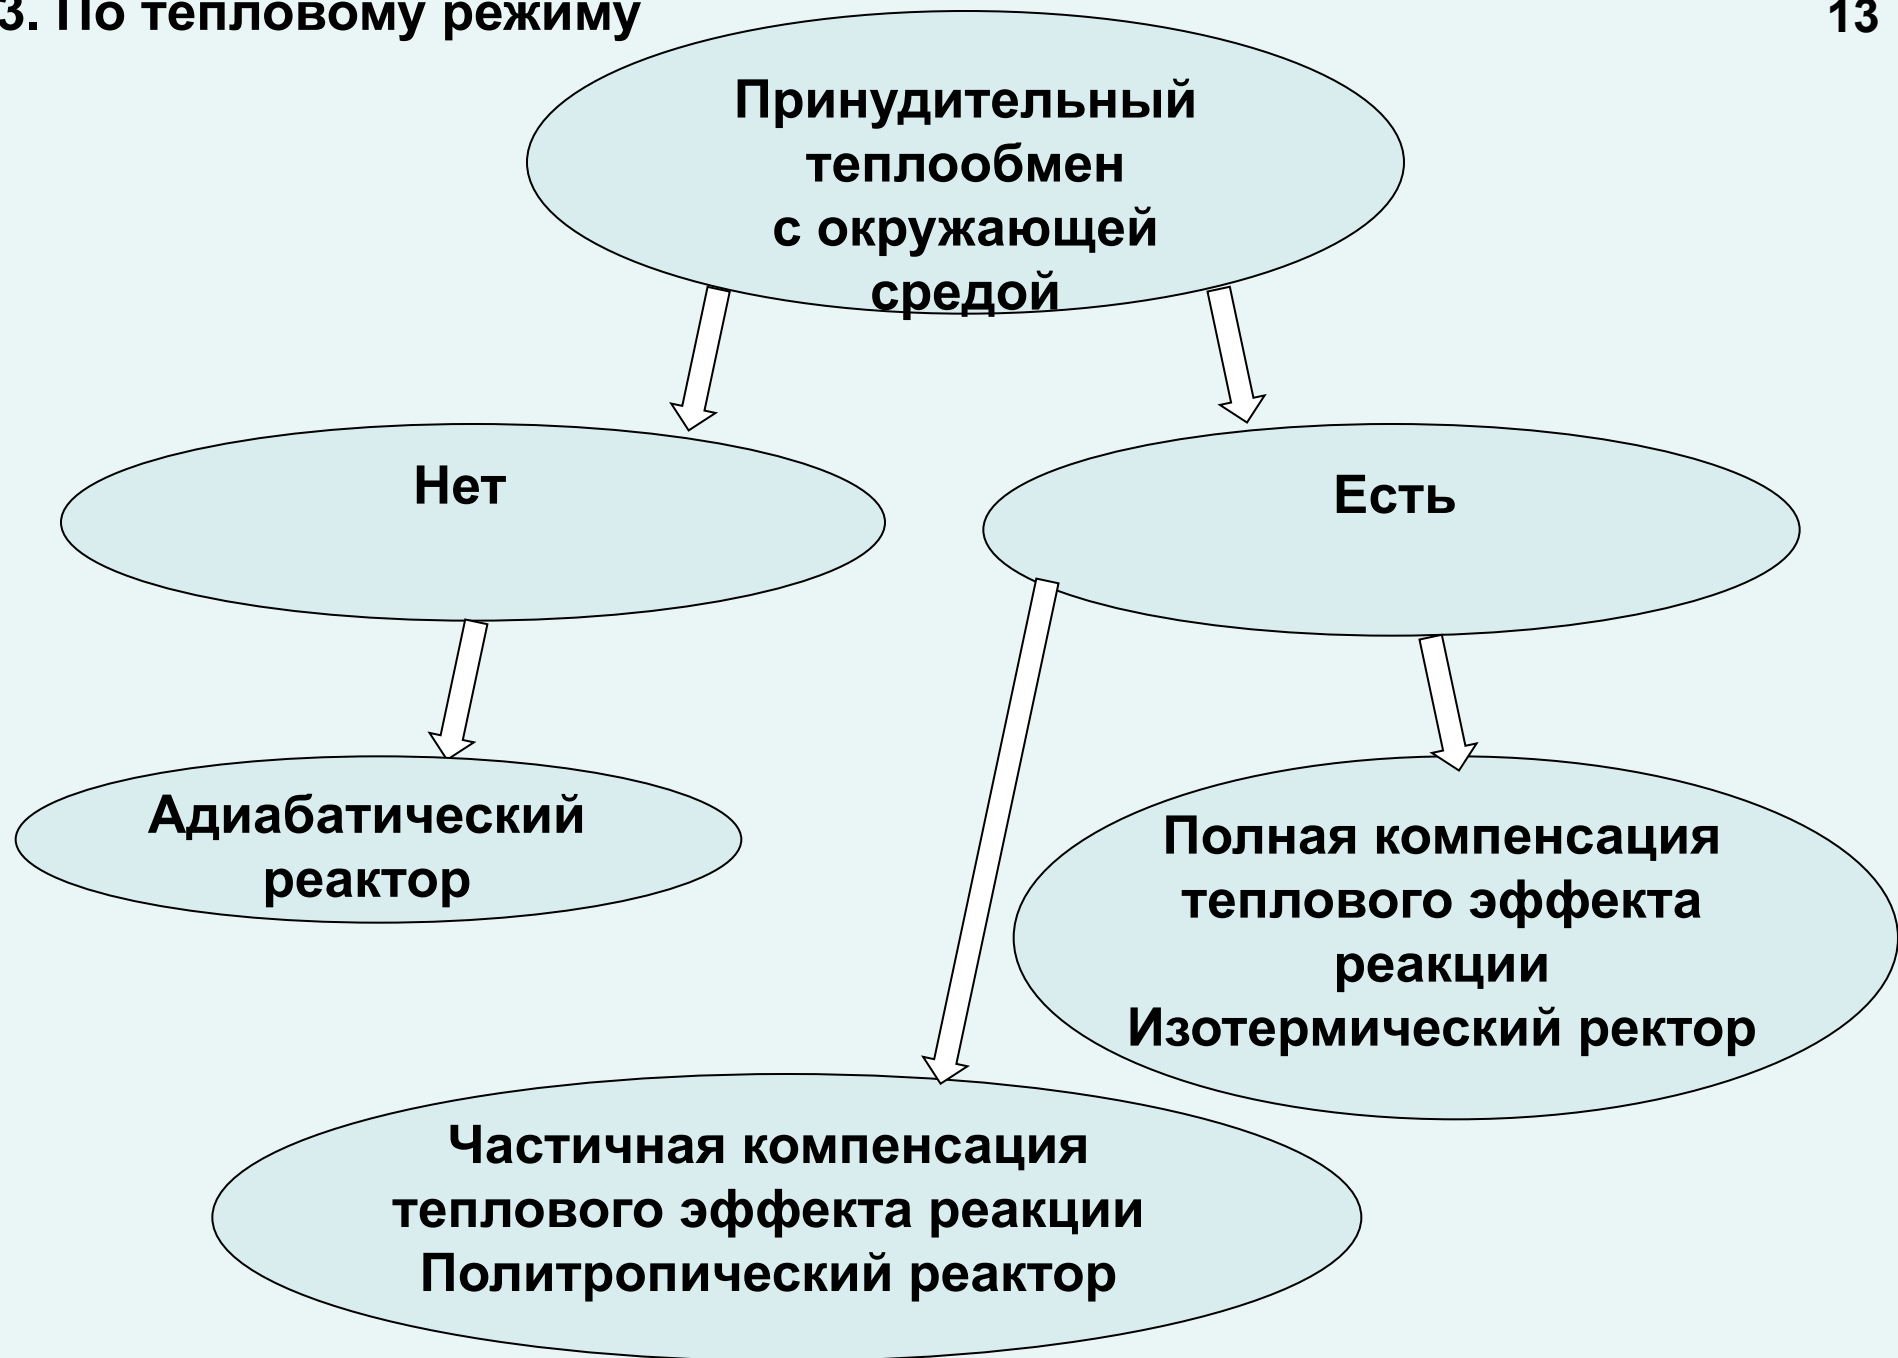 3. По тепловому режиму
13
Принудительный
теплообмен
с окружающей
средой
Нет
Есть
Адиабатический
реактор
Полная компенсация
теплового эффекта
реакции
Изотермический ректор
Частичная компенсация
теплового эффекта реакции
Политропический реактор